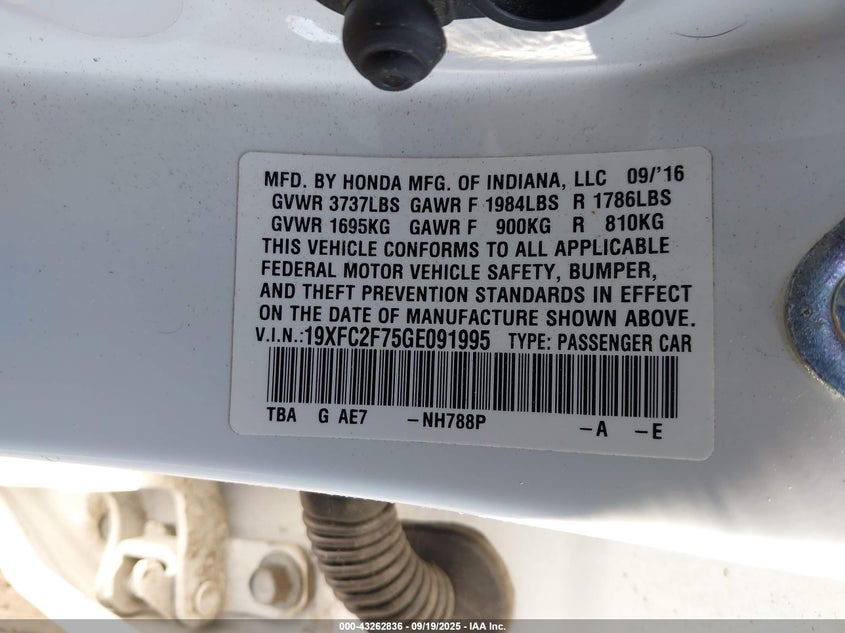 MFD. BY HONDA MFG. OF INDIANA, LLC 09/'16
GVWR 3737LBS GAWR F 1984LBS R 1786LBS
GVWR 1695KG GAWR F 900KG R 810KG
THIS VEHICLE CONFORMS TO ALL APPLICABLE
FEDERAL MOTOR VEHICLE SAFETY, BUMPER,
AND THEFT PREVENTION STANDARDS IN EFFECT
ON THE DATE OF MANUFACTURE SHOWN ABOVE.
V.I.N.:19XFC2F75GE091995 TYPE: PASSENGER CAR
TBA G AE7 -NH788P -A -E
000-43262836 - 09/19/2025 - IAA Inc.